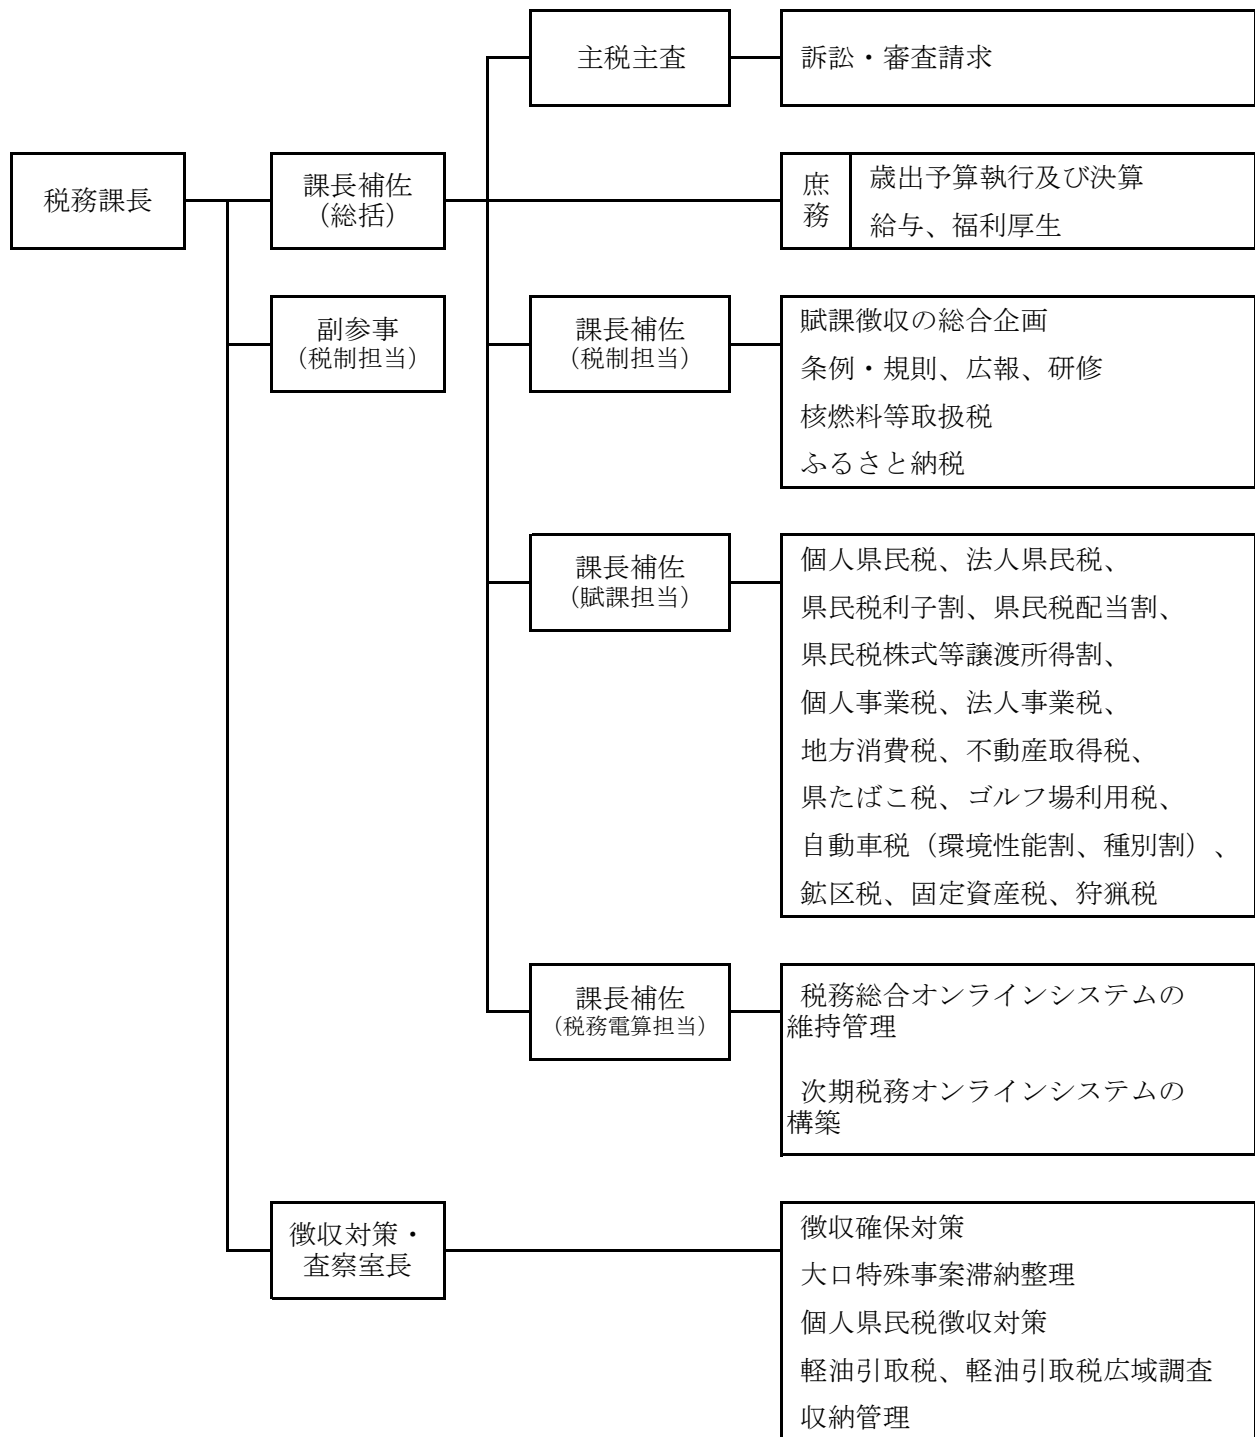 主税主査
訴訟・審査請求
税務課長
課長補佐
（総括）
庶務
歳出予算執行及び決算
給与、福利厚生
副参事
（税制担当）
課長補佐
（税制担当）
賦課徴収の総合企画
条例・規則、広報、研修
核燃料等取扱税
ふるさと納税
課長補佐
（賦課担当）
個人県民税、法人県民税、
県民税利子割、県民税配当割、
県民税株式等譲渡所得割、
個人事業税、法人事業税、
地方消費税、不動産取得税、
県たばこ税、ゴルフ場利用税、
自動車税（環境性能割、種別割）、
鉱区税、固定資産税、狩猟税
課長補佐
（税務電算担当）
税務総合オンラインシステムの
維持管理
次期税務オンラインシステムの
構築
徴収対策・
査察室長
徴収確保対策
大口特殊事案滞納整理
個人県民税徴収対策
軽油引取税、軽油引取税広域調査
収納管理